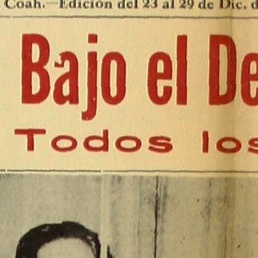 Coah.—Edición del 23 al 29 de Dic. d
Bajo el De
Todos los